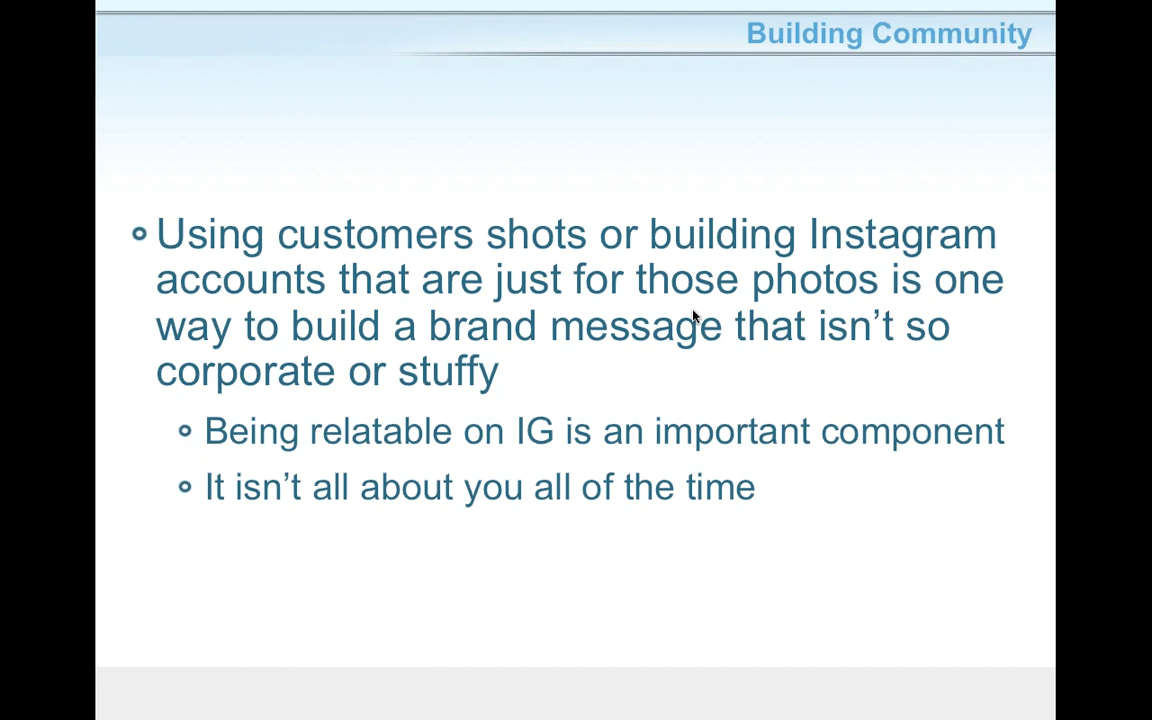 Building Community
Using customers shots or building Instagram
accounts that are just for those photos is one
way to build a brand message that isn’t so
corporate or stuffy
Being relatable on IG is an important component
It isn’t all about you all of the time